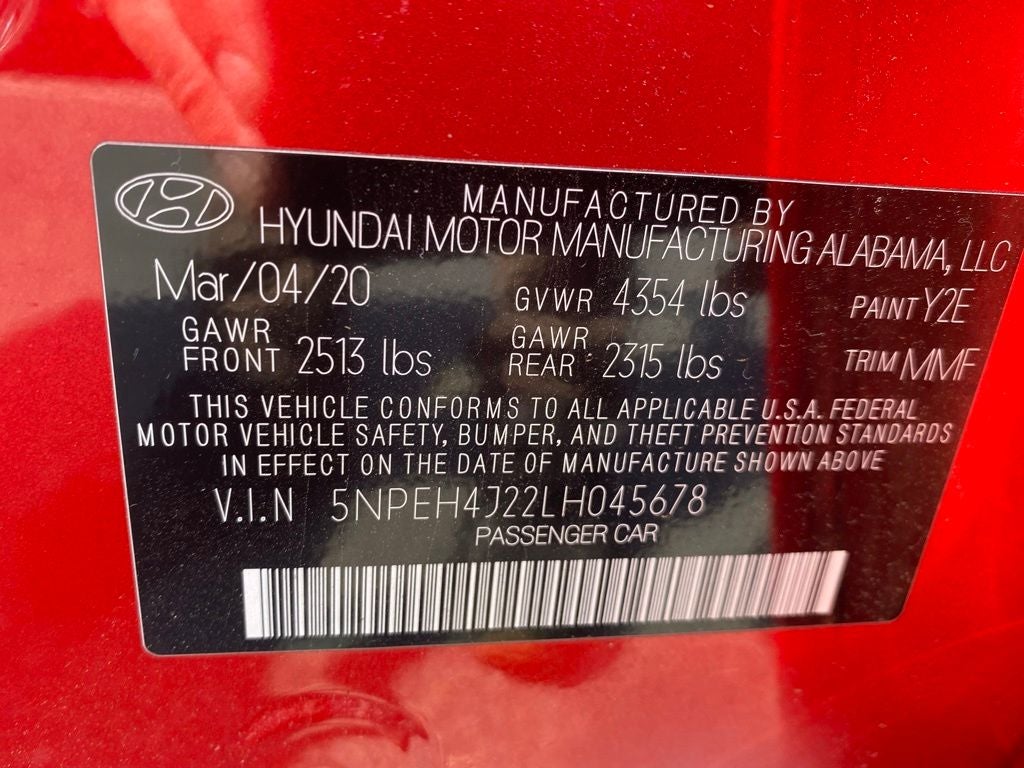 MANUFACTURED BY
HYUNDAI MOTOR MANUFACTURING ALABAMA, LLC
Mar/04/20 GVWR 4354 lbs PAINT Y2E
GAWR FRONT 2513 lbs GAWR REAR 2315 lbs TRIM MMF
THIS VEHICLE CONFORMS TO ALL APPLICABLE U.S.A. FEDERAL
MOTOR VEHICLE SAFETY, BUMPER, AND THEFT PREVENTION STANDARDS
IN EFFECT ON THE DATE OF MANUFACTURE SHOWN ABOVE
V.I.N 5NPEH4J22LH045678
PASSENGER CAR